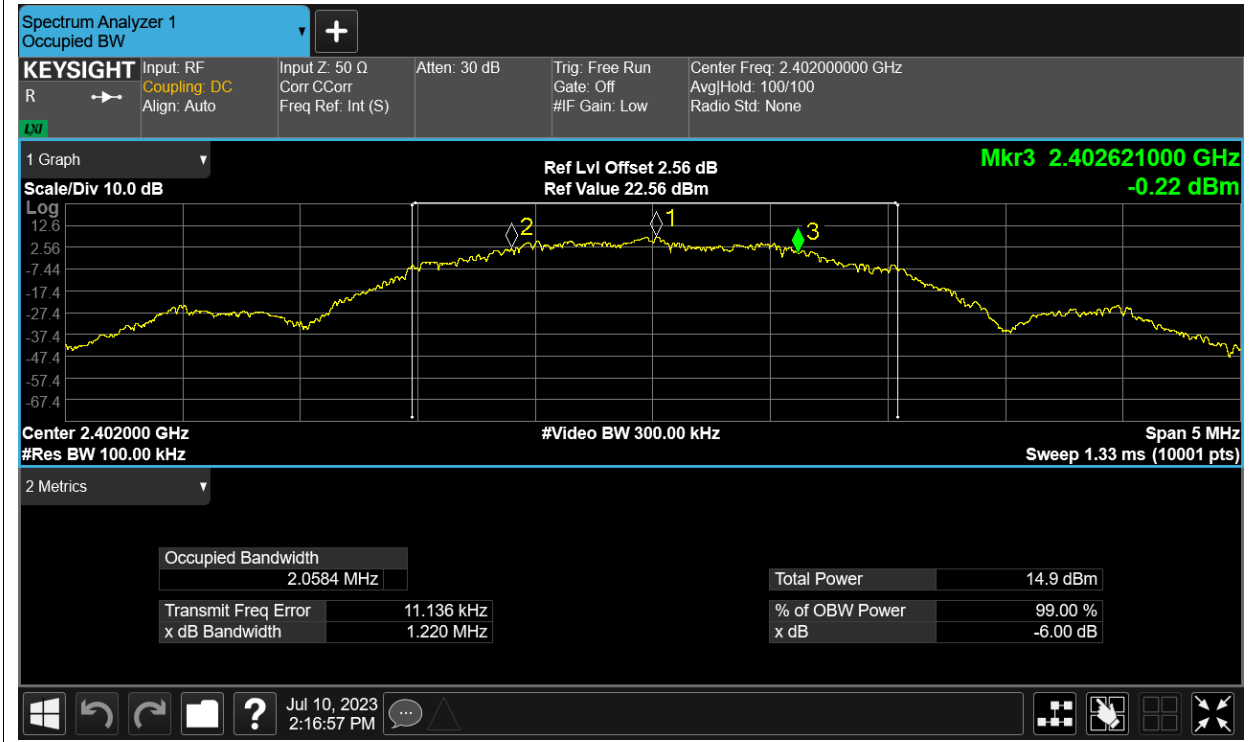 Spectrum Analyzer 1
Occupied BW
KEYSIGHT
R
LXI
Input: RF
Coupling: DC
Align: Auto
Input Z: 50 Ω
Corr CCorr
Freq Ref: Int (S)
Atten: 30 dB
Trig: Free Run
Gate: Off
#IF Gain: Low
Center Freq: 2.402000000 GHz
Avg|Hold: 100/100
Radio Std: None
1 Graph
Scale/Div 10.0 dB
Ref Lvl Offset 2.56 dB
Ref Value 22.56 dBm
Mkr3 2.402621000 GHz
-0.22 dBm
Log
12.6
2.56
-7.44
-17.4
-27.4
-37.4
-47.4
-57.4
-67.4
2
1
3
Center 2.402000 GHz
#Res BW 100.00 kHz
#Video BW 300.00 kHz
Span 5 MHz
Sweep 1.33 ms (10001 pts)
2 Metrics
Occupied Bandwidth
2.0584 MHz
Transmit Freq Error 11.136 kHz
x dB Bandwidth 1.220 MHz
Total Power 14.9 dBm
% of OBW Power 99.00 %
x dB -6.00 dB
?
Jul 10, 2023
2:16:57 PM